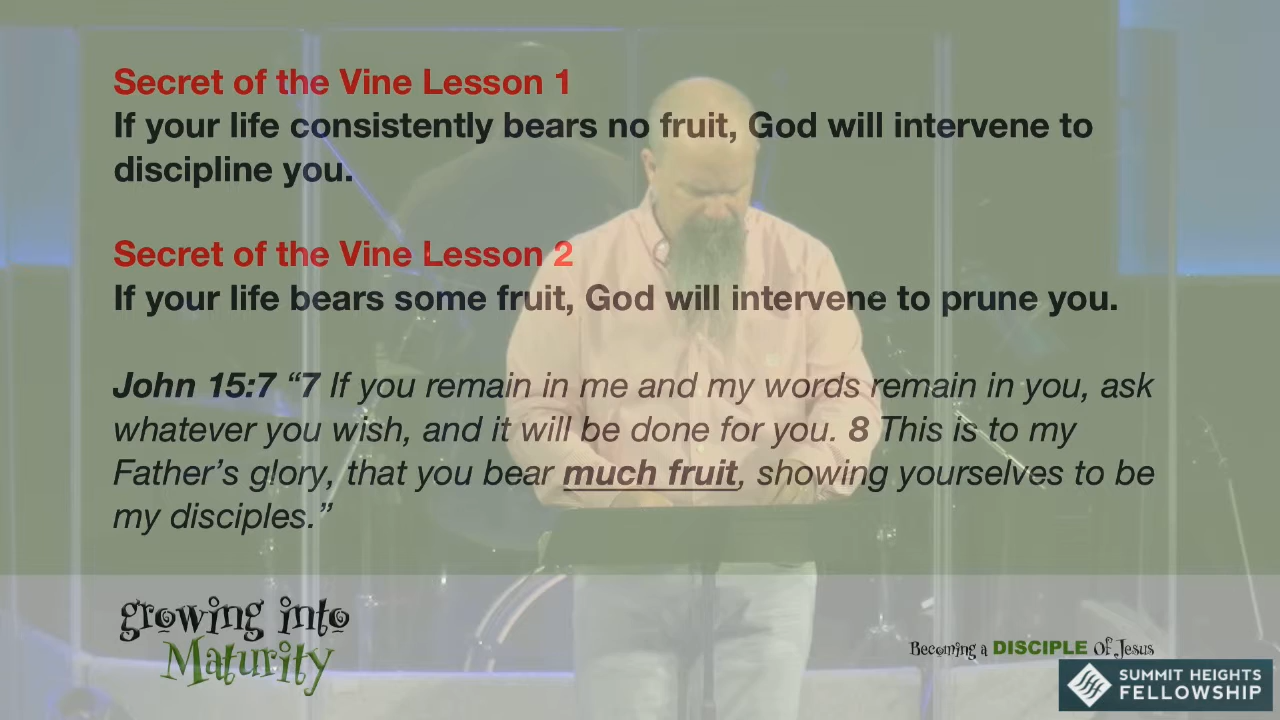 Secret of the Vine Lesson 1
If your life consistently bears no fruit, God will intervene to
discipline you.
Secret of the Vine Lesson 2
If your life bears some fruit, God will intervene to prune you.
John 15:7 “7 If you remain in me and my words remain in you, ask
whatever you wish, and it will be done for you. 8 This is to my
Father’s glory, that you bear much fruit, showing yourselves to be
my disciples.”
growing into
Maturity
Becoming a DISCIPLE Of Jesus
SUMMIT HEIGHTS
FELLOWSHIP